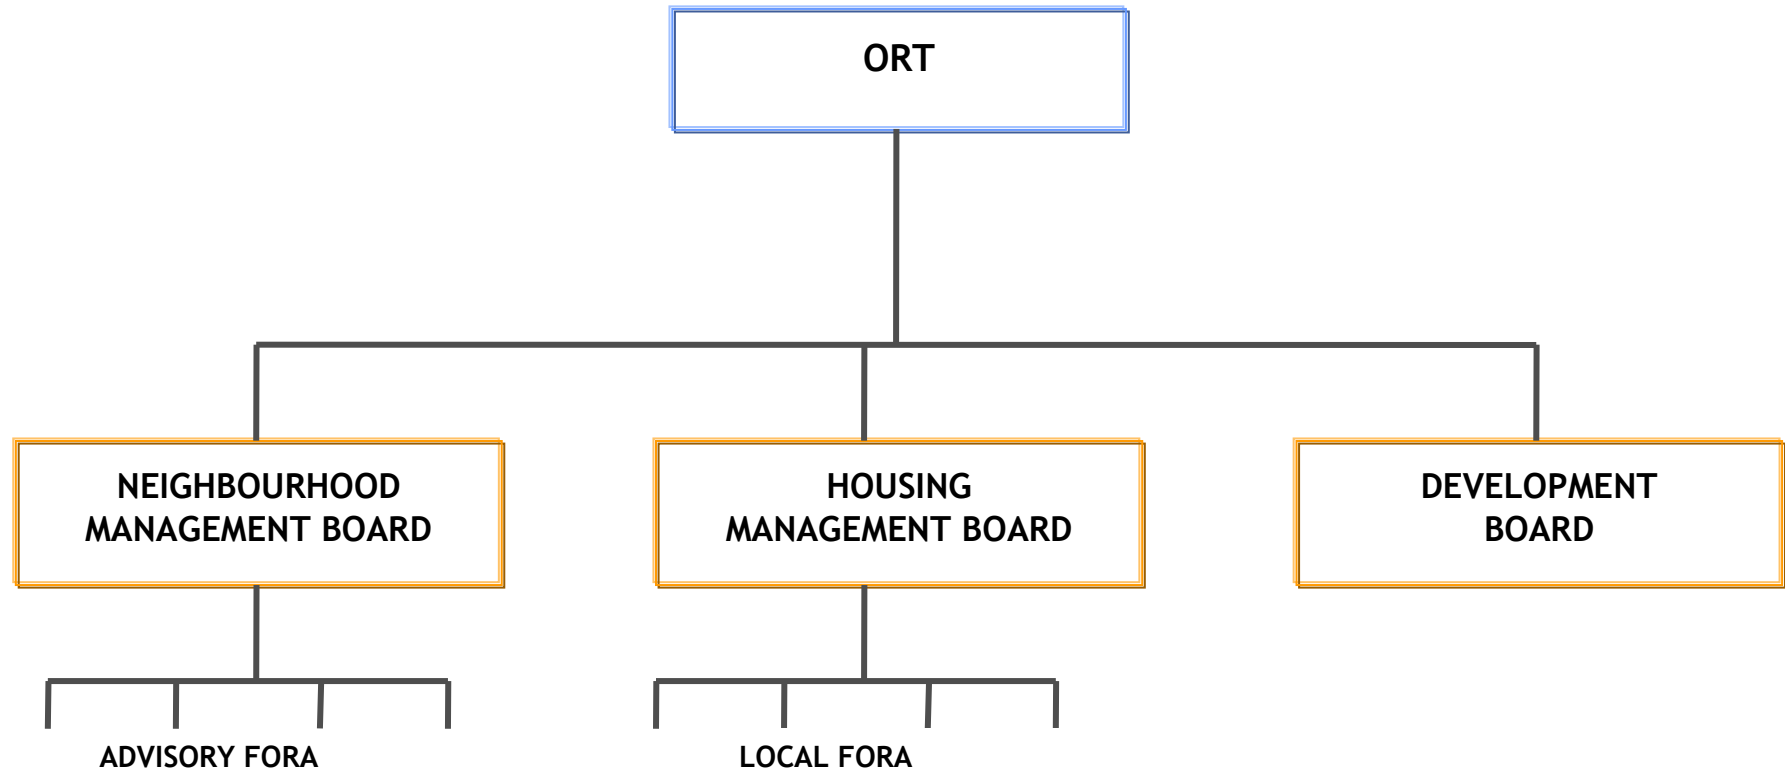 ORT
NEIGHBOURHOOD
MANAGEMENT BOARD
HOUSING
MANAGEMENT BOARD
DEVELOPMENT
BOARD
ADVISORY FORA
LOCAL FORA